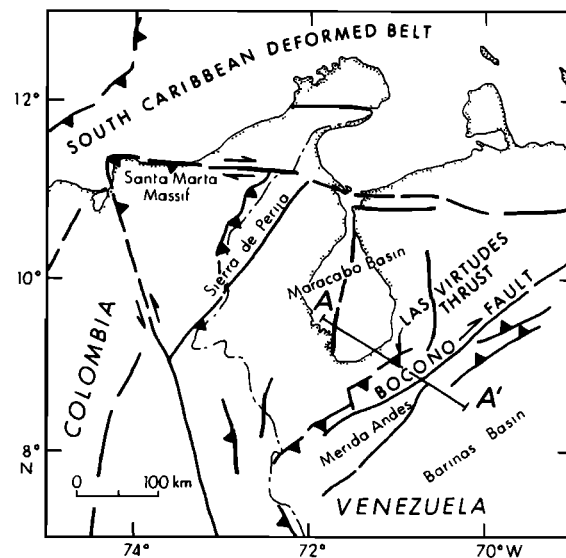 SOUTH CARIBBEAN DEFORMED BELT
12°
Santa Marta
Massif
Sierra de Perija
Maracabo Basin
10°
LAS VIRTUDES
THRUST
A
BOCONO FAULT
COLOMBIA
A'
Merida Andes
8°
N
Barinas Basin
0 100 km
VENEZUELA
74° 72° 70°W